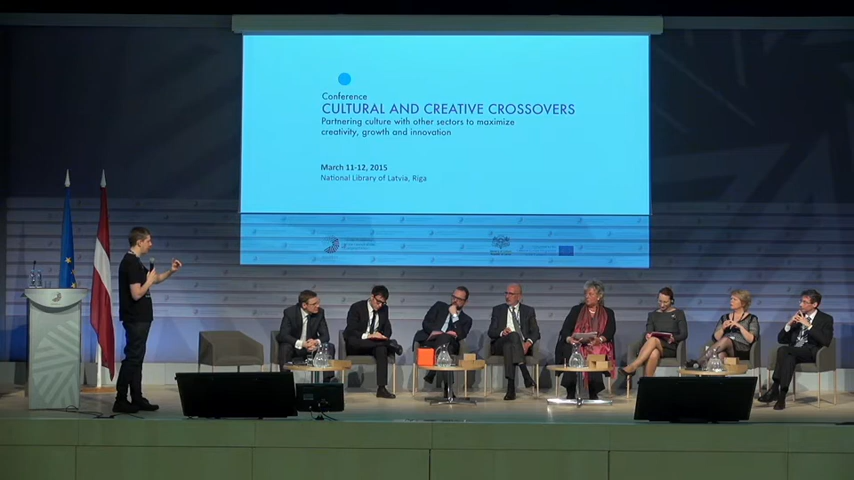 Conference
CULTURAL AND CREATIVE CROSSOVERS
Partnering culture with other sectors to maximize
creativity, growth and innovation
March 11-12, 2015
National Library of Latvia, Riga